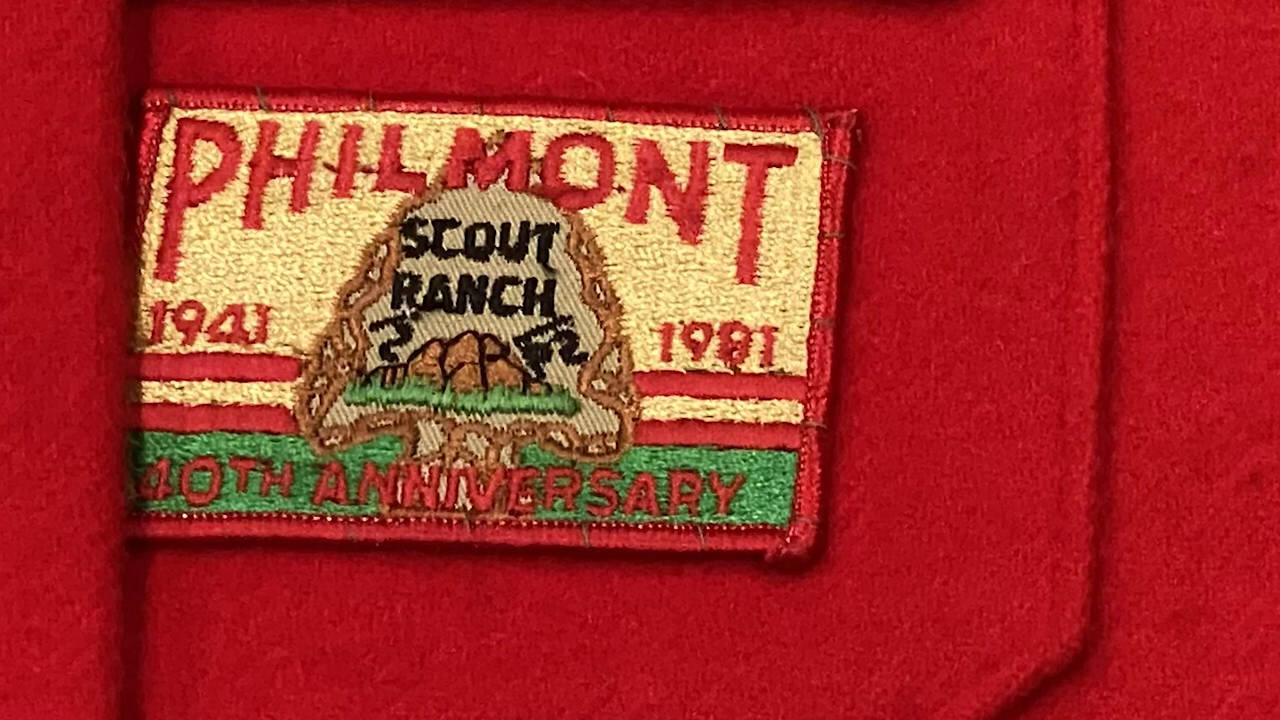 PHILMONT
SCOUT
RANCH
1941 1981
40TH ANNIVERSARY